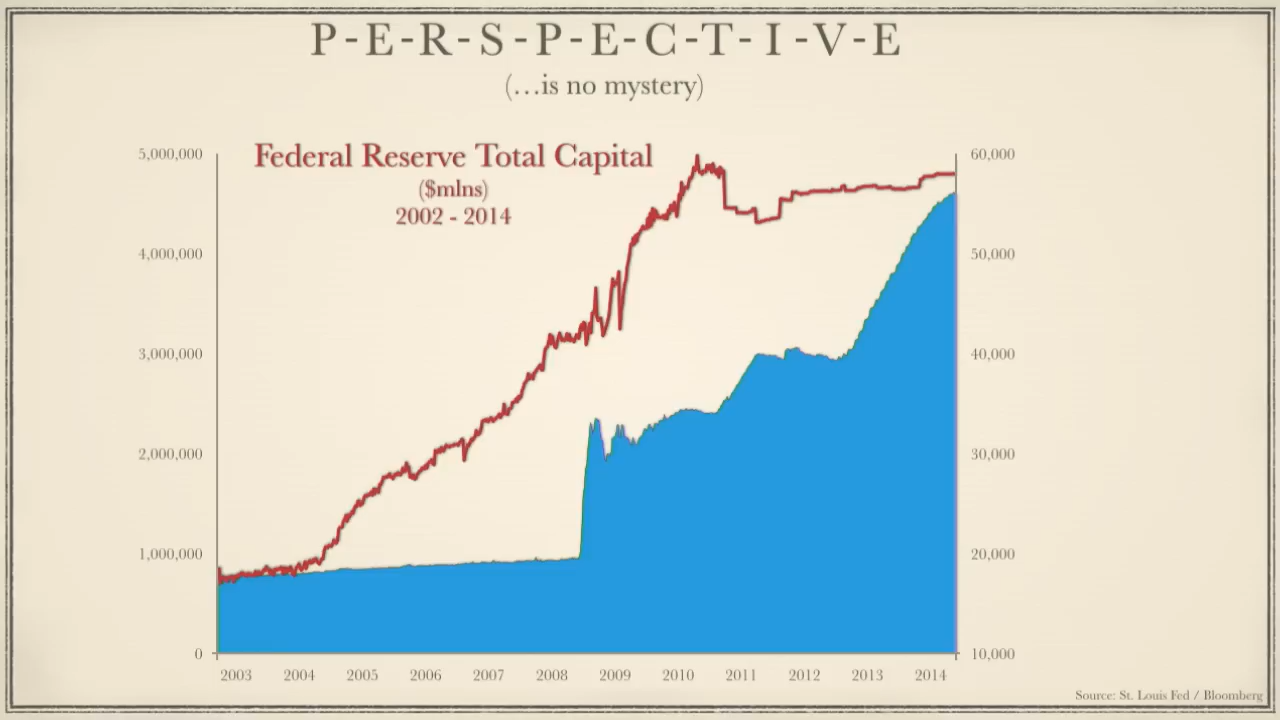 P-E-R-S-P-E-C-T-I-V-E
(…is no mystery)
Federal Reserve Total Capital
($mlns)
2002 - 2014
5,000,000
4,000,000
3,000,000
2,000,000
1,000,000
0
60,000
50,000
40,000
30,000
20,000
10,000
2003 2004 2005 2006 2007 2008 2009 2010 2011 2012 2013 2014
Source: St. Louis Fed / Bloomberg